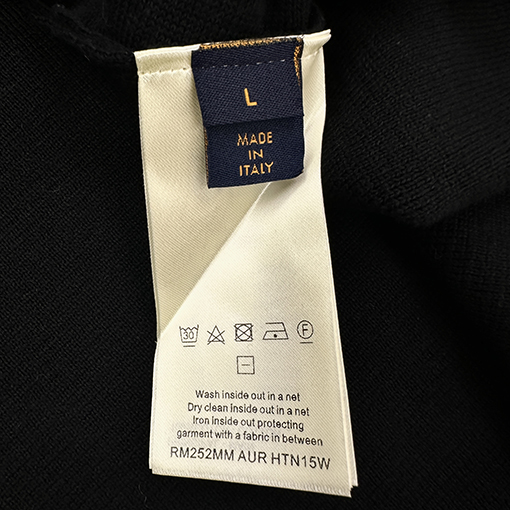 L
MADE
IN
ITALY
30 F
Wash inside out in a net
Dry clean inside out in a net
Iron inside out protecting
garment with a fabric in between
RM252MM AUR HTN15W